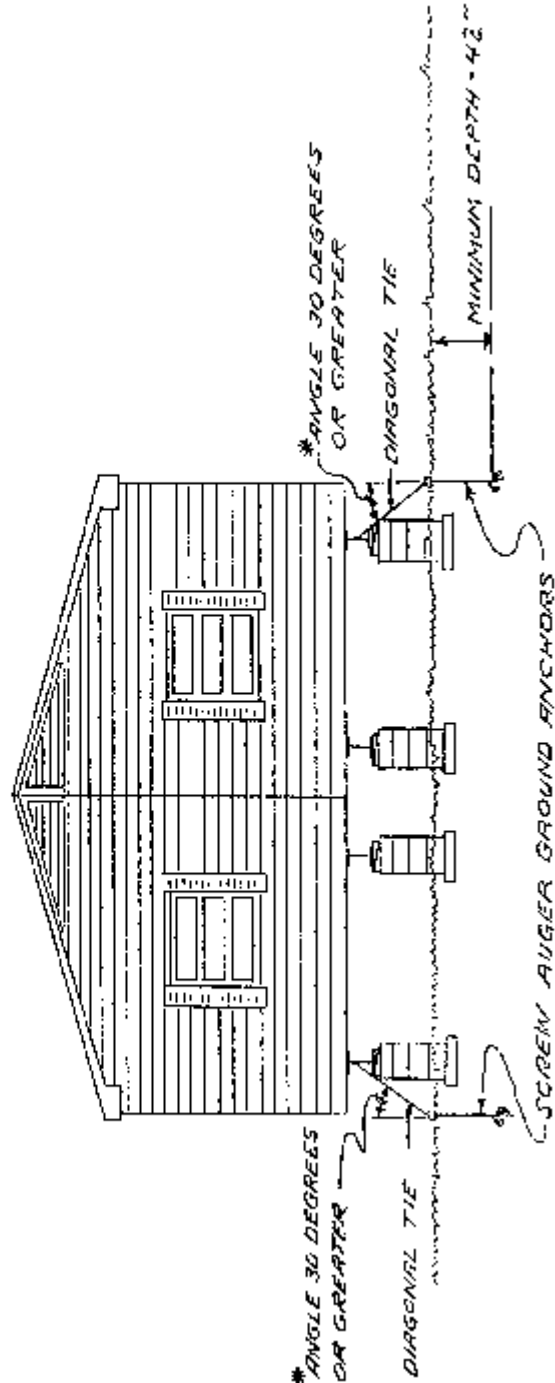 *ANGLE 30 DEGREES
OR GREATER
DIAGONAL TIE
*ANGLE 30 DEGREES
OR GREATER
DIAGONAL TIE
MINIMUM DEPTH - 42"
SCREW AUGER GROUND ANCHORS